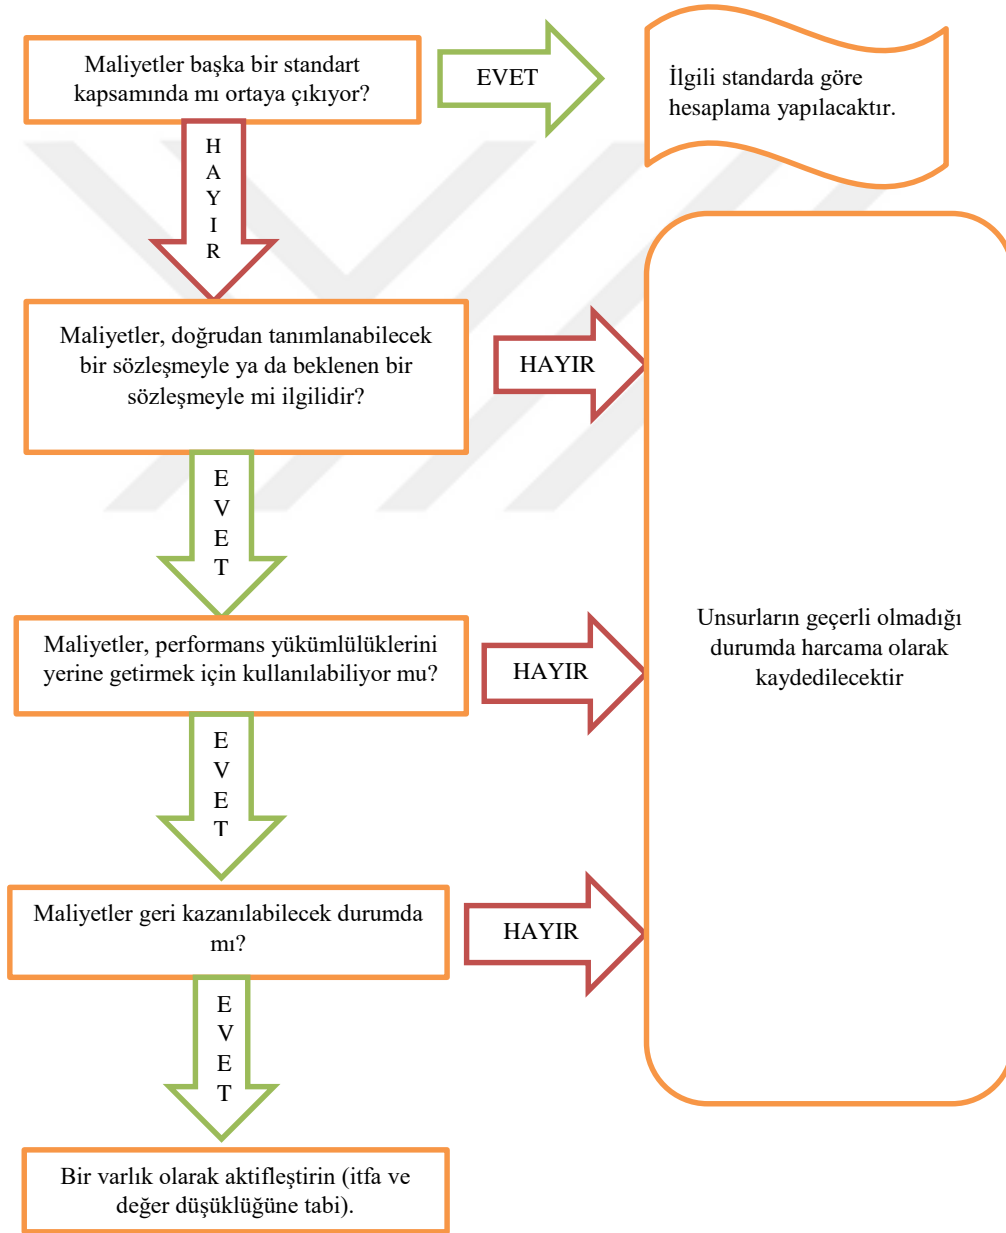 Maliyetler başka bir standart
kapsamında mı ortaya çıkıyor?
EVET
İlgili standarda göre
hesaplama yapılacaktır.
H
A
Y
I
R
Maliyetler, doğrudan tanımlanabilecek
bir sözleşmeyle ya da beklenen bir
sözleşmeyle mi ilgilidir?
HAYIR
E
V
E
T
Maliyetler, performans yükümlülüklerini
yerine getirmek için kullanılabiliyor mu?
HAYIR
Unsurların geçerli olmadığı
durumda harcama olarak
kaydedilecektir
E
V
E
T
Maliyetler geri kazanılabilecek durumda
mı?
HAYIR
E
V
E
T
Bir varlık olarak aktifleştirin (itfa ve
değer düşüklüğüne tabi).